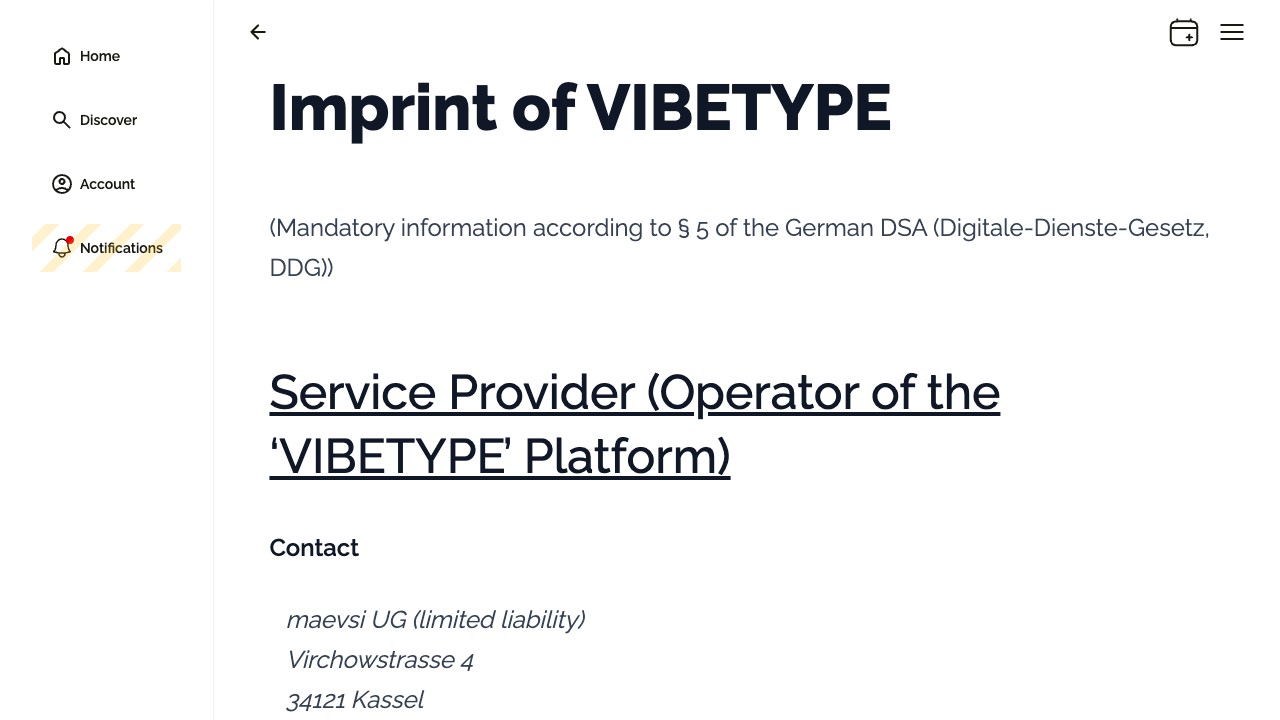 Home
Discover
Account
Notifications
Imprint of VIBETYPE
(Mandatory information according to § 5 of the German DSA (Digitale-Dienste-Gesetz,
DDG))
Service Provider (Operator of the
‘VIBETYPE’ Platform)
Contact
maevsi UG (limited liability)
Virchowstrasse 4
34121 Kassel